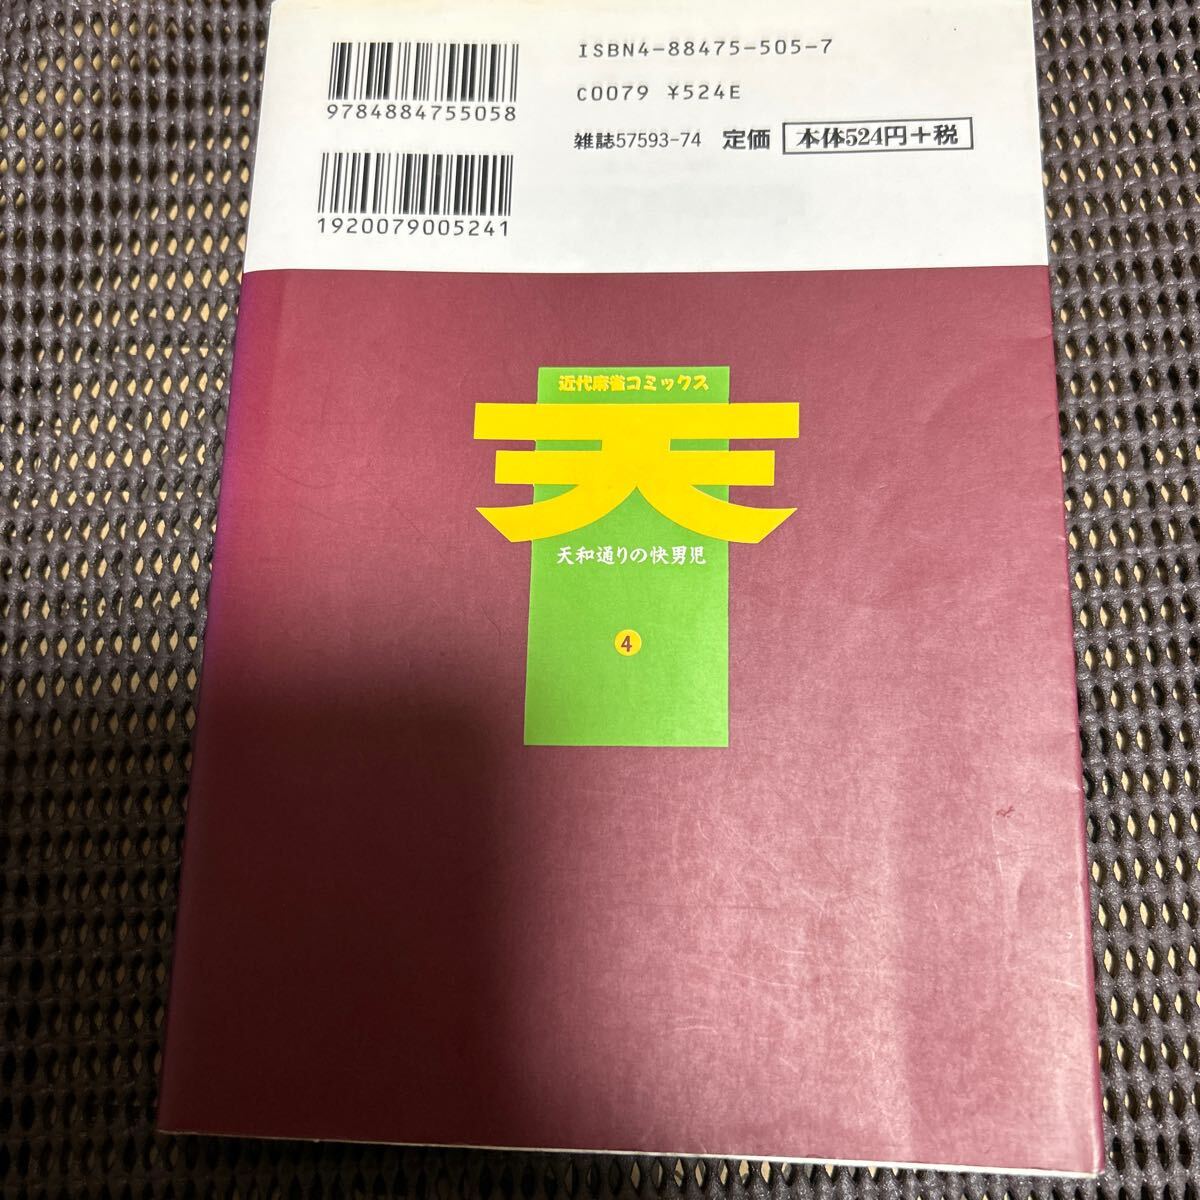 ISBN4-88475-505-7
9784884755058
C0079 ¥524E
雑誌57593-74 定価 本体524円+税
1920079005241
近代麻雀コミックス
天
天和通りの快男児
4